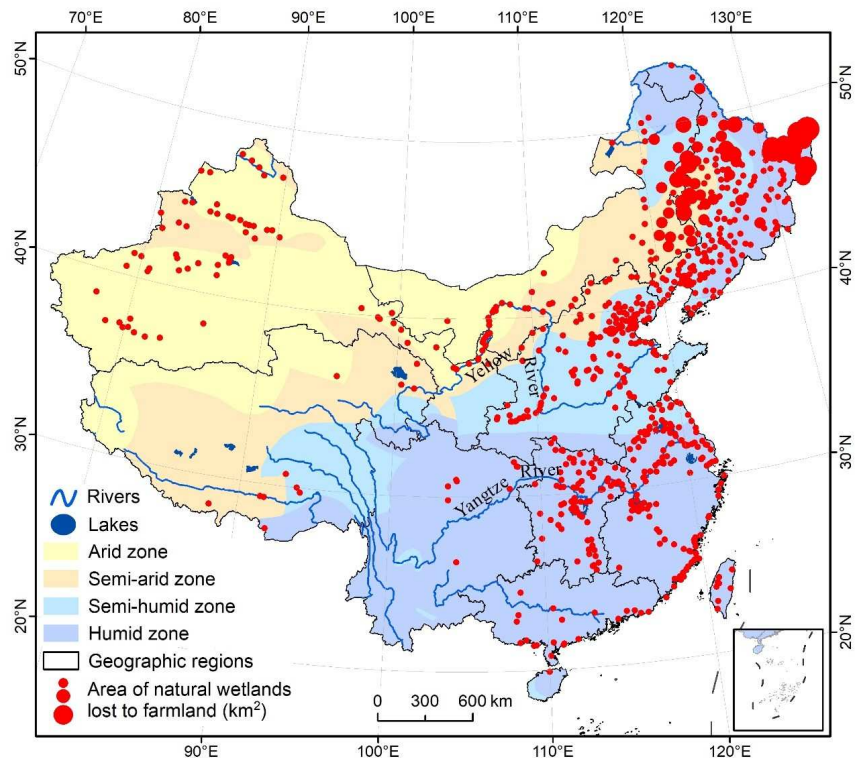 70°E 80°E 90°E 100°E 110°E 120°E 130°E
50°N
50°N
40°N
40°N
30°N
30°N
20°N
20°N
Yellow
River
Yangtze
River
Rivers
Lakes
Arid zone
Semi-arid zone
Semi-humid zone
Humid zone
Geographic regions
Area of natural wetlands
lost to farmland (km²)
0 300 600 km
90°E 100°E 110°E 120°E